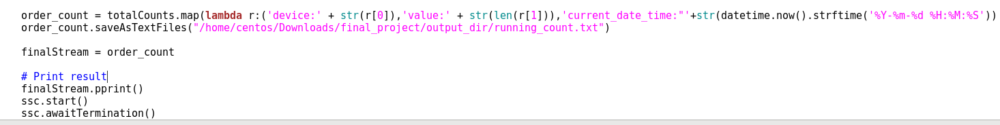 order_count = totalCounts.map(lambda r:('device:' + str(r[0]),'value:' + str(len(r[1])),'current_date_time:"'+str(datetime.now().strftime('%Y-%m-%d %H:%M:%S'))
order_count.saveAsTextFiles("/home/centos/Downloads/final_project/output_dir/running_count.txt")
finalStream = order_count
# Print result
finalStream.pprint()
ssc.start()
ssc.awaitTermination()